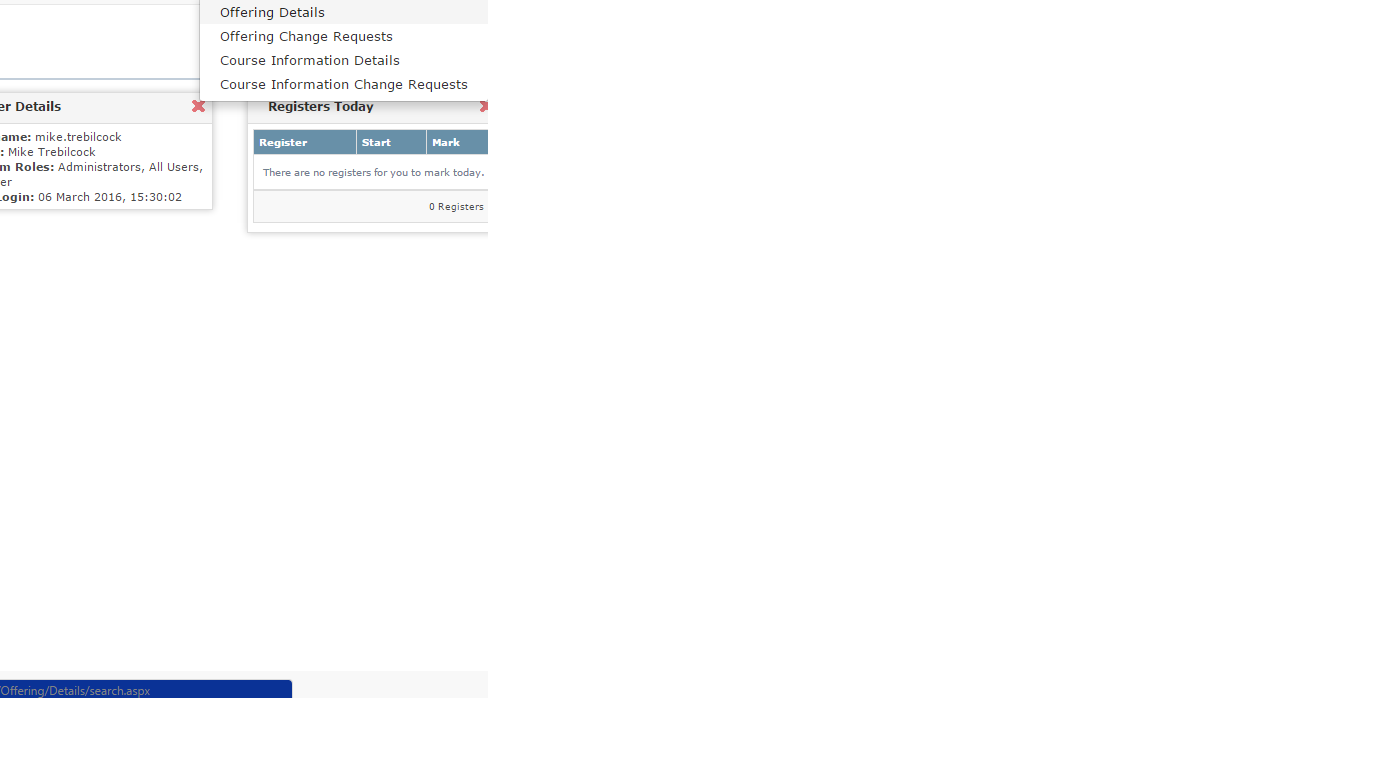 Offering Details
Offering Change Requests
Course Information Details
Course Information Change Requests
er Details
ame: mike.trebilcock
: Mike Trebilcock
m Roles: Administrators, All Users,
er
Login: 06 March 2016, 15:30:02
Registers Today
Register Start Mark
There are no registers for you to mark today.
0 Registers
/Offering/Details/search.aspx